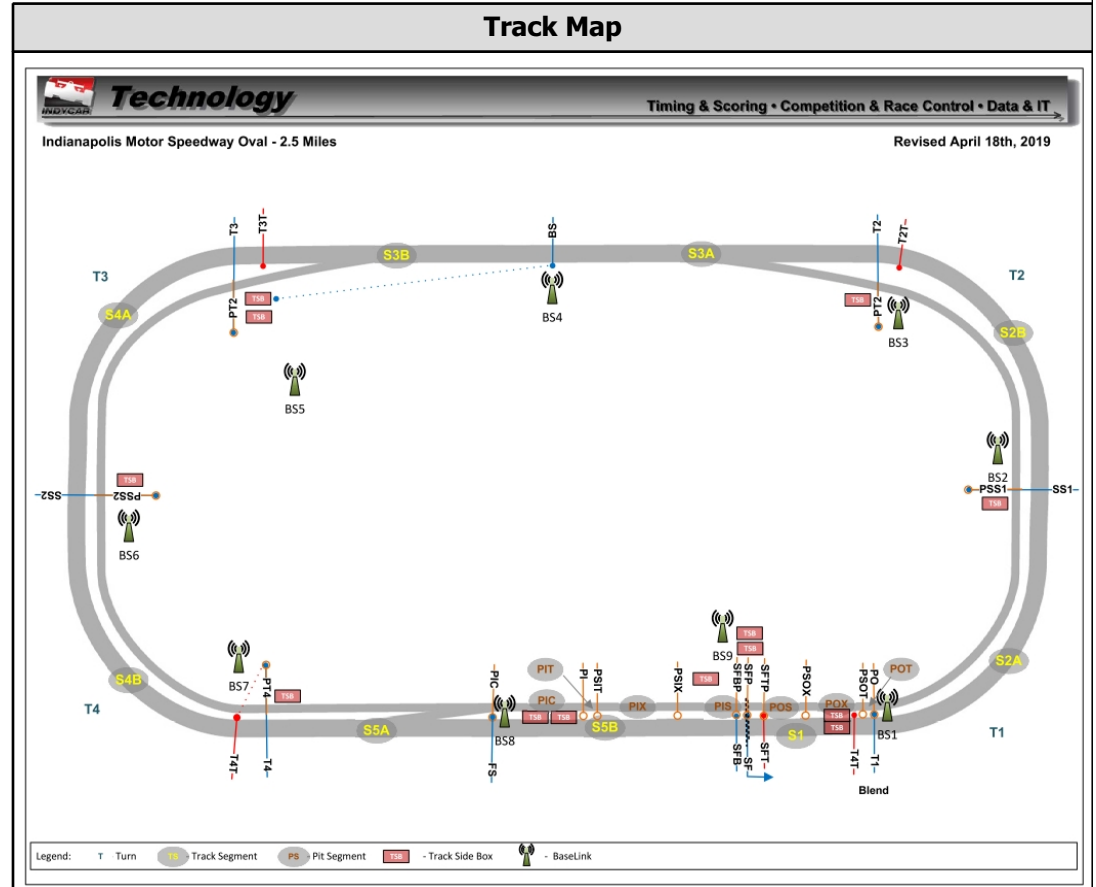 Track Map
INDYCAR
Technology
Timing & Scoring • Competition & Race Control • Data & IT
Indianapolis Motor Speedway Oval - 2.5 Miles
Revised April 18th, 2019
T3
T3T
BS
T2
T2T
S3B
S3A
T3
T2
TSB
PT2
TSB
BS4
TSB
PT2
BS3
S4A
S2B
BS5
TSB
BS2
SS2
PSS2
PSS1
SS1
TSB
BS6
BS9
TSB
TSB
BS7
PT4
TSB
S4B
T4
PIC
PIT
PI
PSIT
PSIX
TSB
SFBP
SFP
SFTP
PSOX
PSOT
PO
POT
S2A
PIC
PIX
PIS
POS
POX
TSB
TSB
BS8
S5A
S5B
S1
TSB
TSB
BS1
T1
T4T
T4
FS
SFB
SF
SFT
T4T
T1
Blend
Legend:
T Turn
TS - Track Segment
PS - Pit Segment
TSB - Track Side Box
- BaseLink